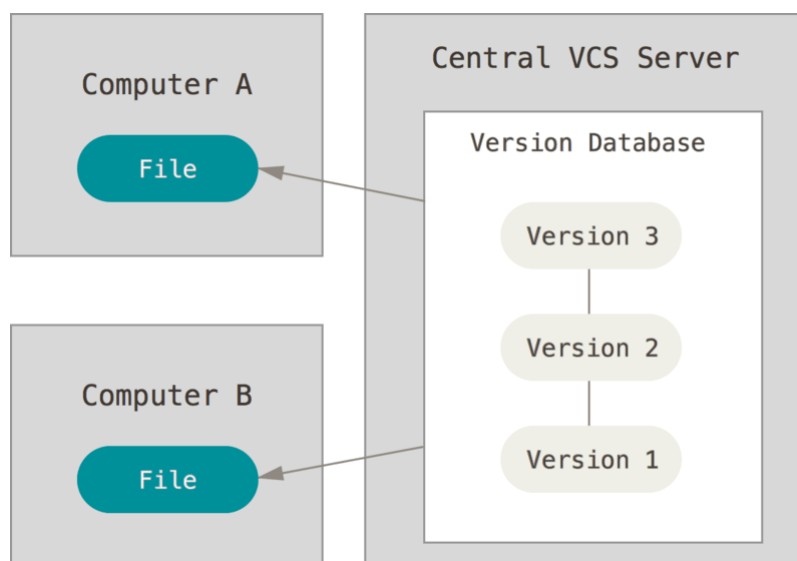 Computer A
File
Computer B
File
Central VCS Server
Version Database
Version 3
Version 2
Version 1